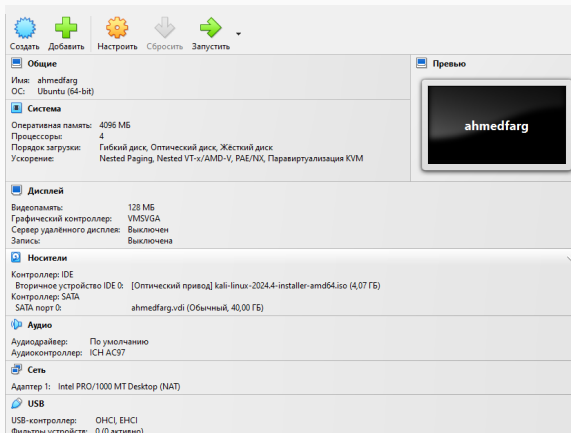 Создать Добавить Настроить Сбросить Запустить
Общие
Имя: ahmedfarg
ОС: Ubuntu (64-bit)
Превью
ahmedfarg
Система
Оперативная память: 4096 МБ
Процессоры: 4
Порядок загрузки: Гибкий диск, Оптический диск, Жёсткий диск
Ускорение: Nested Paging, Nested VT-x/AMD-V, PAE/NX, Паравиртуализация KVM
Дисплей
Видеопамять: 128 МБ
Графический контроллер: VMSVGA
Сервер удалённого дисплея: Выключен
Запись: Выключена
Носители
Контроллер: IDE
Вторичное устройство IDE 0: [Оптический привод] kali-linux-2024.4-installer-amd64.iso (4,07 ГБ)
Контроллер: SATA
SATA порт 0: ahmedfarg.vdi (Обычный, 40,00 ГБ)
Аудио
Аудиодрайвер: По умолчанию
Аудиоконтроллер: ICH AC97
Сеть
Адаптер 1: Intel PRO/1000 MT Desktop (NAT)
USB
USB-контроллер: OHCI, EHCI
Фильтры устройств: 0 (0 активно)